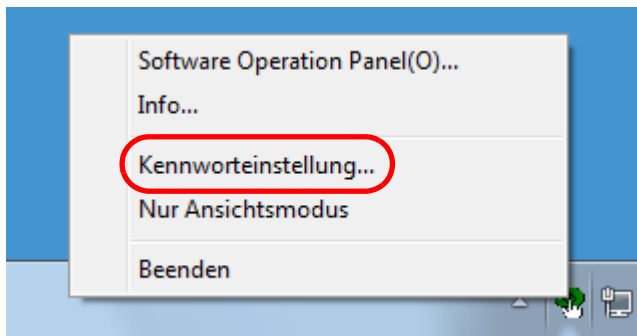 Software Operation Panel(O)...
Info...
Kennworteinstellung...
Nur Ansichtsmodus
Beenden